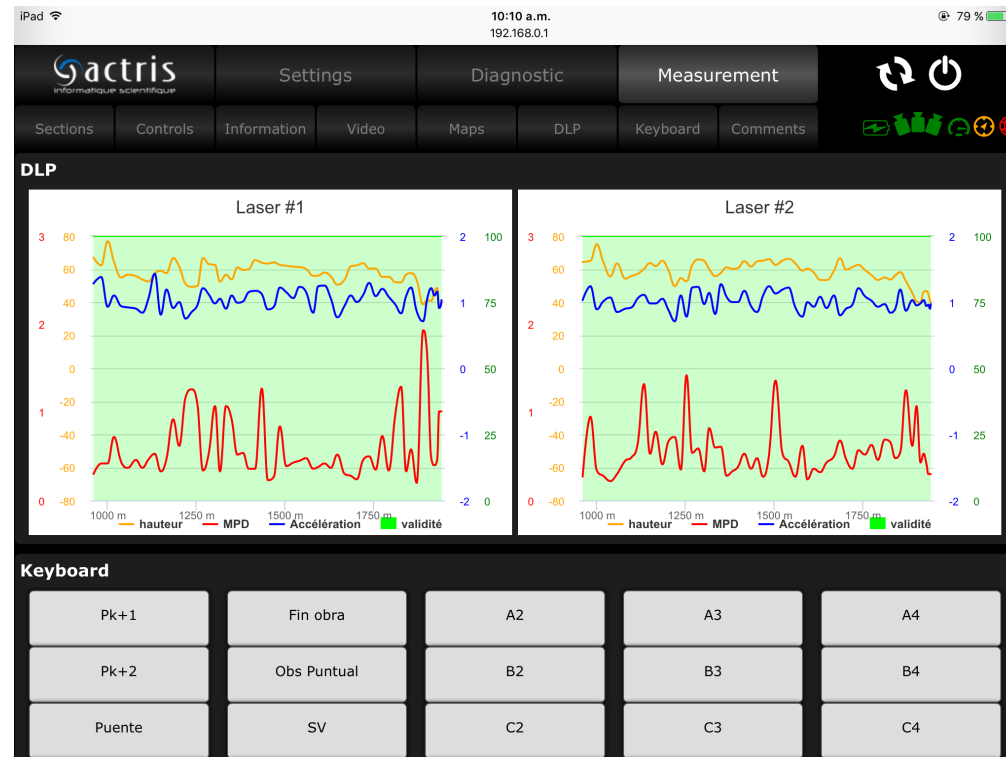 iPad 10:10 a.m. 79 %
192.168.0.1
actris
informatique scientifique
Settings Diagnostic Measurement
Sections Controls Information Video Maps DLP Keyboard Comments
DLP
Laser #1
3 80 2 100
60
40 1 75
2
20
0 0 50
-20
1
-40 -1 25
-60
0 -80 -2 0
1000 m 1250 m 1500 m 1750 m
hauteur MPD Accélération validité
Laser #2
3 80 2 100
60
40 1 75
2
20
0 0 50
-20
1
-40 -1 25
-60
0 -80 -2 0
1000 m 1250 m 1500 m 1750 m
hauteur MPD Accélération validité
Keyboard
Pk+1 Fin obra A2 A3 A4
Pk+2 Obs Puntual B2 B3 B4
Puente SV C2 C3 C4